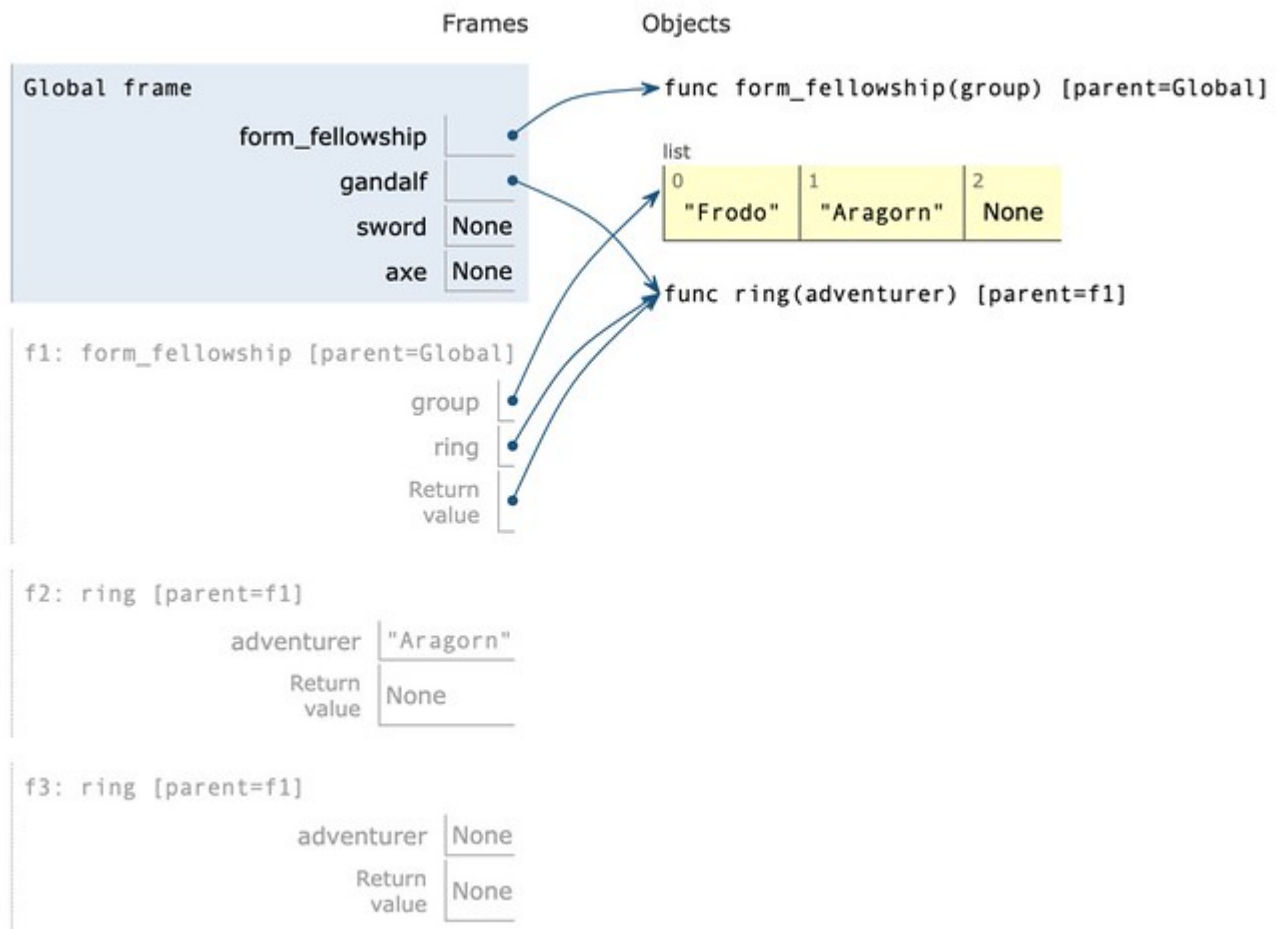 Frames Objects
Global frame
func form_fellowship(group) [parent=Global]
form_fellowship
list
gandalf
0 1 2
"Frodo" "Aragorn" None
sword None
axe None
func ring(adventurer) [parent=f1]
f1: form_fellowship [parent=Global]
group
ring
Return
value
f2: ring [parent=f1]
adventurer "Aragorn"
Return
value None
f3: ring [parent=f1]
adventurer None
Return
value None